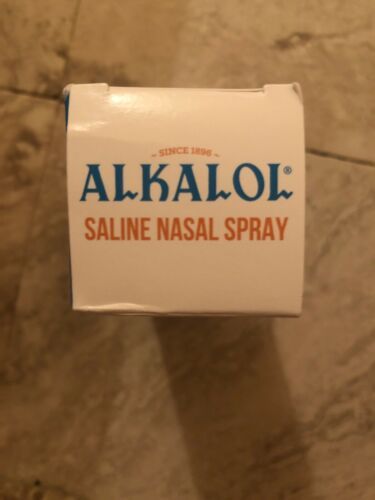 ~ SINCE 1896 ~
ALKALOL®
SALINE NASAL SPRAY